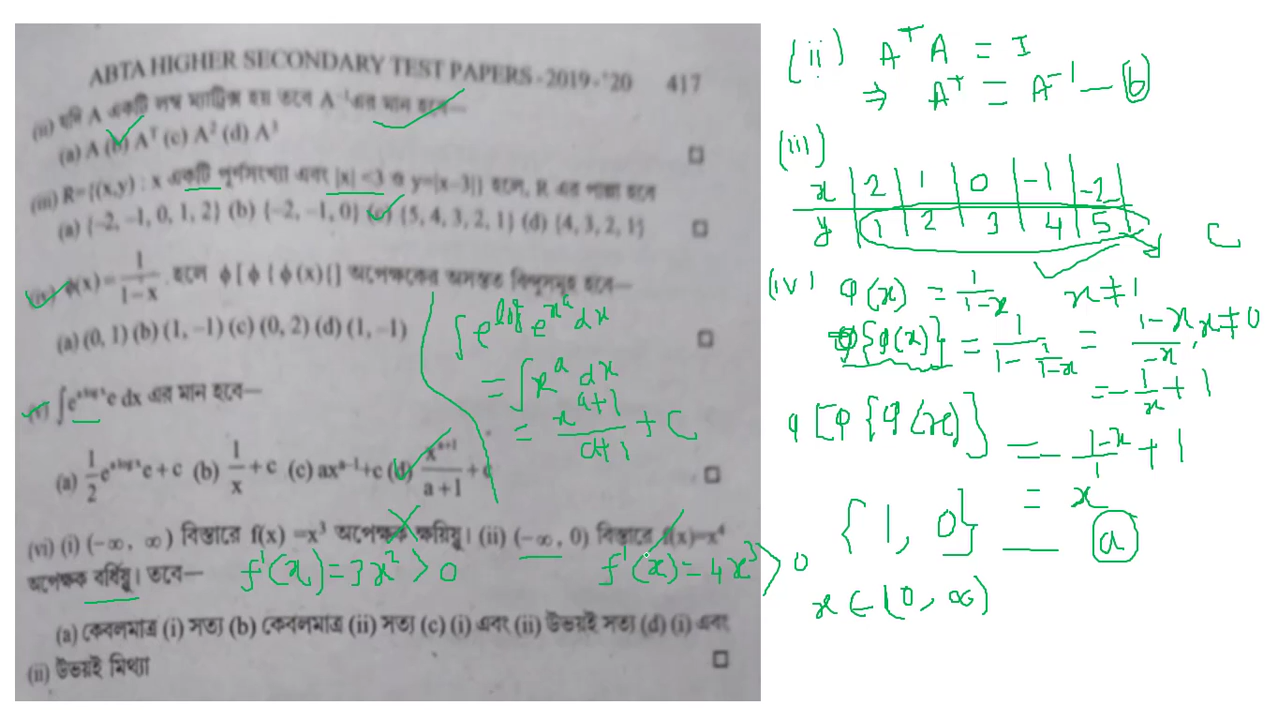 ABTA HIGHER SECONDARY TEST PAPERS - 2019-'20 417
(ii) যদি A একটি লম্ব ম্যাট্রিক্স হয় তবে A⁻¹ এর মান হবে—
(a) A (b) Aᵀ (c) A² (d) A³
(iii) R={(x,y) : x একটি পূর্ণসংখ্যা এবং |x| <3 ও y=|x-3|} হলে, R এর পাল্লা হবে
(a) {-2, -1, 0, 1, 2} (b) {-2, -1, 0} (c) {5, 4, 3, 2, 1} (d) {4, 3, 2, 1}
(iv) ϕ(x) = 1/(1-x) হলে ϕ[ϕ{ϕ(x){] অপেক্ষকের অসন্তত বিন্দুসমূহ হবে—
(a) (0, 1) (b) (1, -1) (c) (0, 2) (d) (1, -1)
(v) ∫e^(a log x) e dx এর মান হবে—
(a) 1/2 e^(a log x) e + c (b) 1/x + c (c) ax^(a-1)+c (d) x^(a+1)/(a+1) + c
(vi) (i) (-∞, ∞) বিস্তারে f(x) =x³ অপেক্ষক ক্ষয়িষ্ণু। (ii) (-∞, 0) বিস্তারে f(x)=x⁴
অপেক্ষক বর্ধিষ্ণু। তবে—
(a) কেবলমাত্র (i) সত্য (b) কেবলমাত্র (ii) সত্য (c) (i) এবং (ii) উভয়ই সত্য (d) (i) এবং
(ii) উভয়ই মিথ্যা
∫ e^(log e^(x^a)) dx
= ∫ x^a dx
= x^(a+1)/(a+1) + C
f'(x) = 3x² > 0
f'(x) = 4x³ > 0
x ∈ (0, ∞)
(ii) Aᵀ A = I
⇒ Aᵀ = A⁻¹ — b
(iii)
x | 2 | 1 | 0 | -1 | -2 |
y | 1 | 2 | 3 | 4 | 5 | C
(iv) φ(x) = 1/(1-x) x ≠ 1
φ{φ(x)} = 1/(1 - 1/(1-x)) = (1-x)/(-x), x ≠ 0
= -1/x + 1
φ[φ{φ(x)}] = -(1-x)/1 + 1
= x
{1, 0} — a